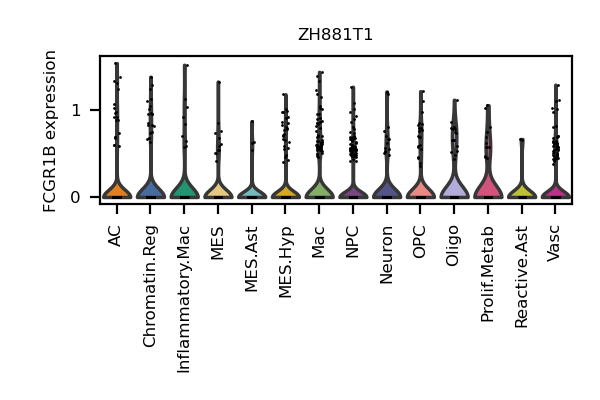 ZH881T1
FCGR1B expression
1
0
AC
Chromatin.Reg
Inflammatory.Mac
MES
MES.Ast
MES.Hyp
Mac
NPC
Neuron
OPC
Oligo
Prolif.Metab
Reactive.Ast
Vasc